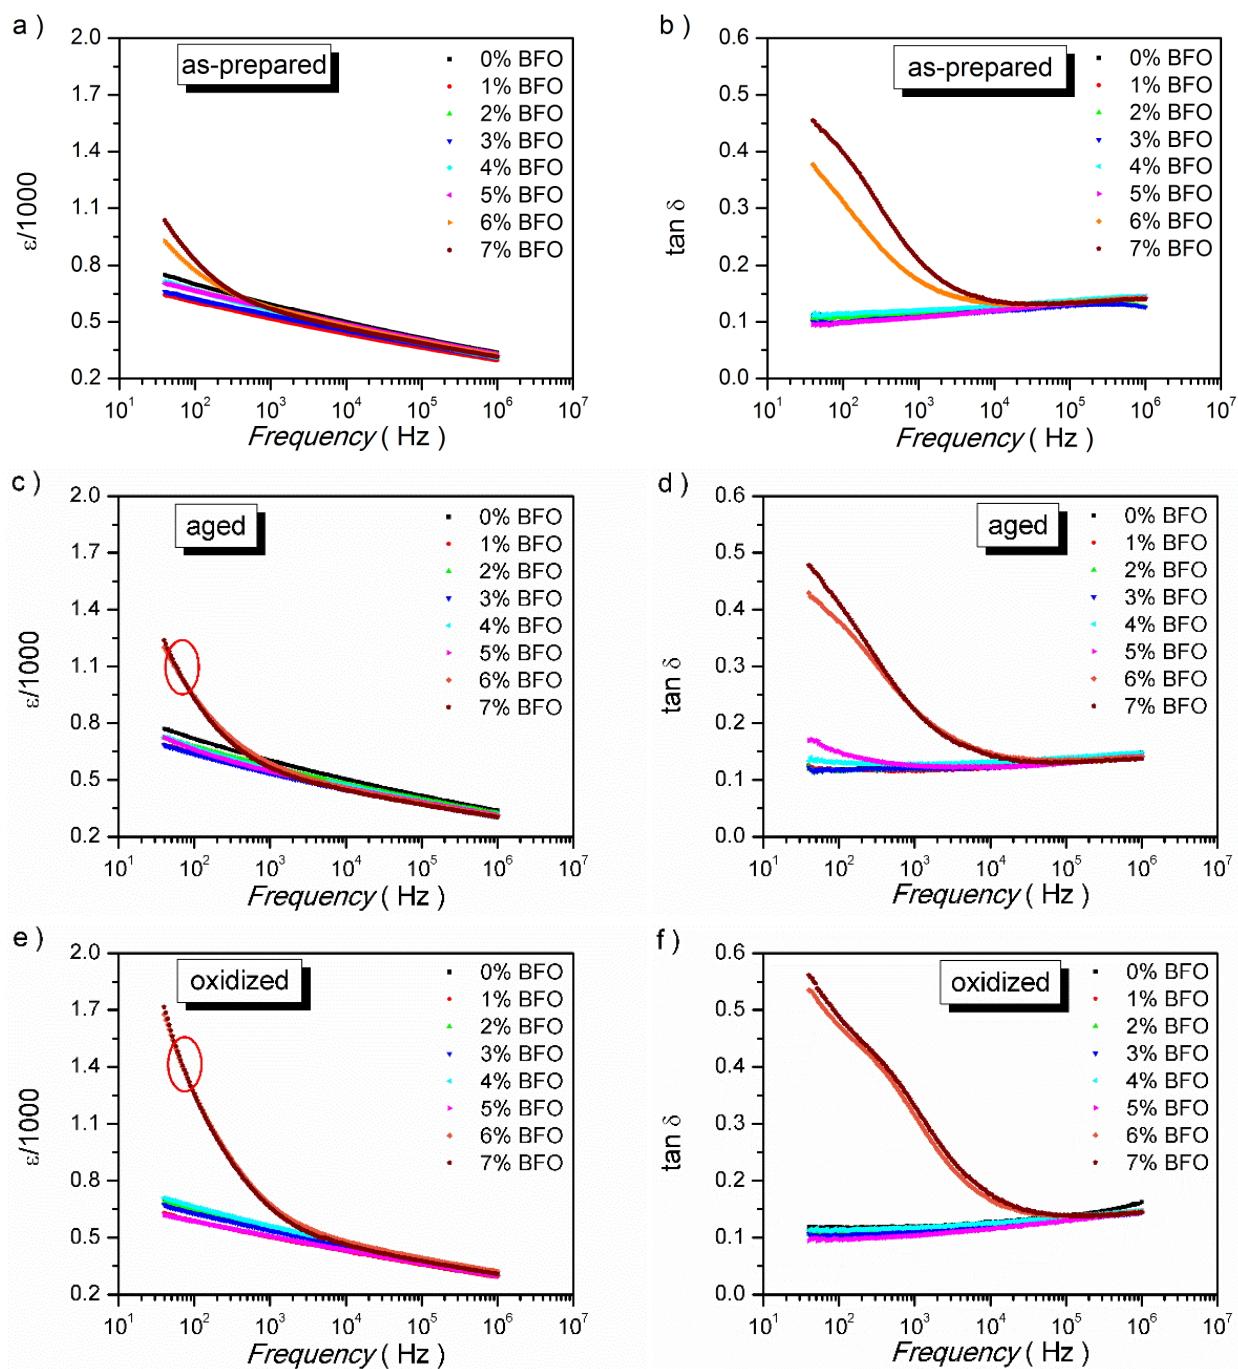 a )
as-prepared
0% BFO
1% BFO
2% BFO
3% BFO
4% BFO
5% BFO
6% BFO
7% BFO
2.0
1.7
1.4
1.1
0.8
0.5
0.2
ε/1000
10¹ 10² 10³ 10⁴ 10⁵ 10⁶ 10⁷
Frequency ( Hz )
b )
as-prepared
0% BFO
1% BFO
2% BFO
3% BFO
4% BFO
5% BFO
6% BFO
7% BFO
0.6
0.5
0.4
0.3
0.2
0.1
0.0
tan δ
10¹ 10² 10³ 10⁴ 10⁵ 10⁶ 10⁷
Frequency ( Hz )
c )
aged
0% BFO
1% BFO
2% BFO
3% BFO
4% BFO
5% BFO
6% BFO
7% BFO
2.0
1.7
1.4
1.1
0.8
0.5
0.2
ε/1000
10¹ 10² 10³ 10⁴ 10⁵ 10⁶ 10⁷
Frequency ( Hz )
d )
aged
0% BFO
1% BFO
2% BFO
3% BFO
4% BFO
5% BFO
6% BFO
7% BFO
0.6
0.5
0.4
0.3
0.2
0.1
0.0
tan δ
10¹ 10² 10³ 10⁴ 10⁵ 10⁶ 10⁷
Frequency ( Hz )
e )
oxidized
0% BFO
1% BFO
2% BFO
3% BFO
4% BFO
5% BFO
6% BFO
7% BFO
2.0
1.7
1.4
1.1
0.8
0.5
0.2
ε/1000
10¹ 10² 10³ 10⁴ 10⁵ 10⁶ 10⁷
Frequency ( Hz )
f )
oxidized
0% BFO
1% BFO
2% BFO
3% BFO
4% BFO
5% BFO
6% BFO
7% BFO
0.6
0.5
0.4
0.3
0.2
0.1
0.0
tan δ
10¹ 10² 10³ 10⁴ 10⁵ 10⁶ 10⁷
Frequency ( Hz )